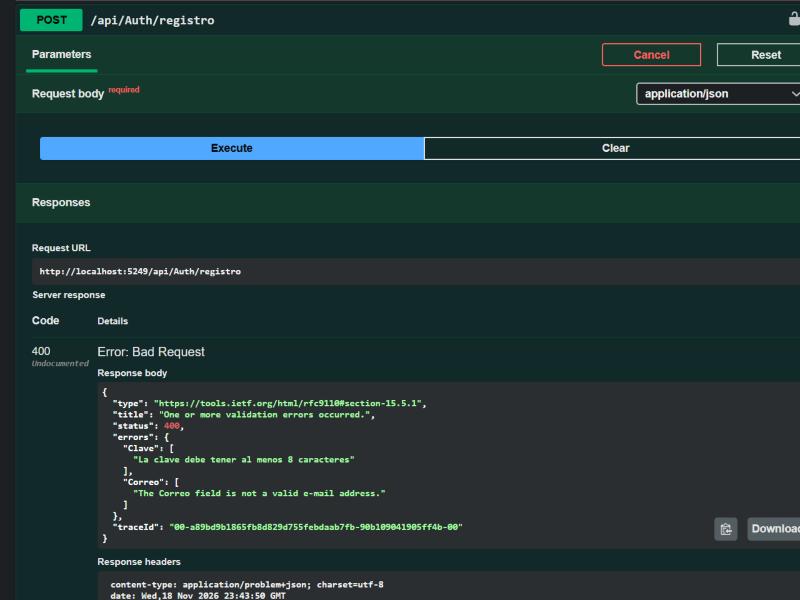 POST /api/Auth/registro
Parameters
Cancel
Reset
Request body required
application/json
Execute
Clear
Responses
Request URL
http://localhost:5249/api/Auth/registro
Server response
Code Details
400 Error: Bad Request
Undocumented
Response body
{
"type": "https://tools.ietf.org/html/rfc9110#section-15.5.1",
"title": "One or more validation errors occurred.",
"status": 400,
"errors": {
"Clave": [
"La clave debe tener al menos 8 caracteres"
],
"Correo": [
"The Correo field is not a valid e-mail address."
]
},
"traceId": "00-a89bd9b1865fb8d829d755febdaab7fb-90b109041905ff4b-00"
}
Download
Response headers
content-type: application/problem+json; charset=utf-8
date: Wed,18 Nov 2026 23:43:50 GMT